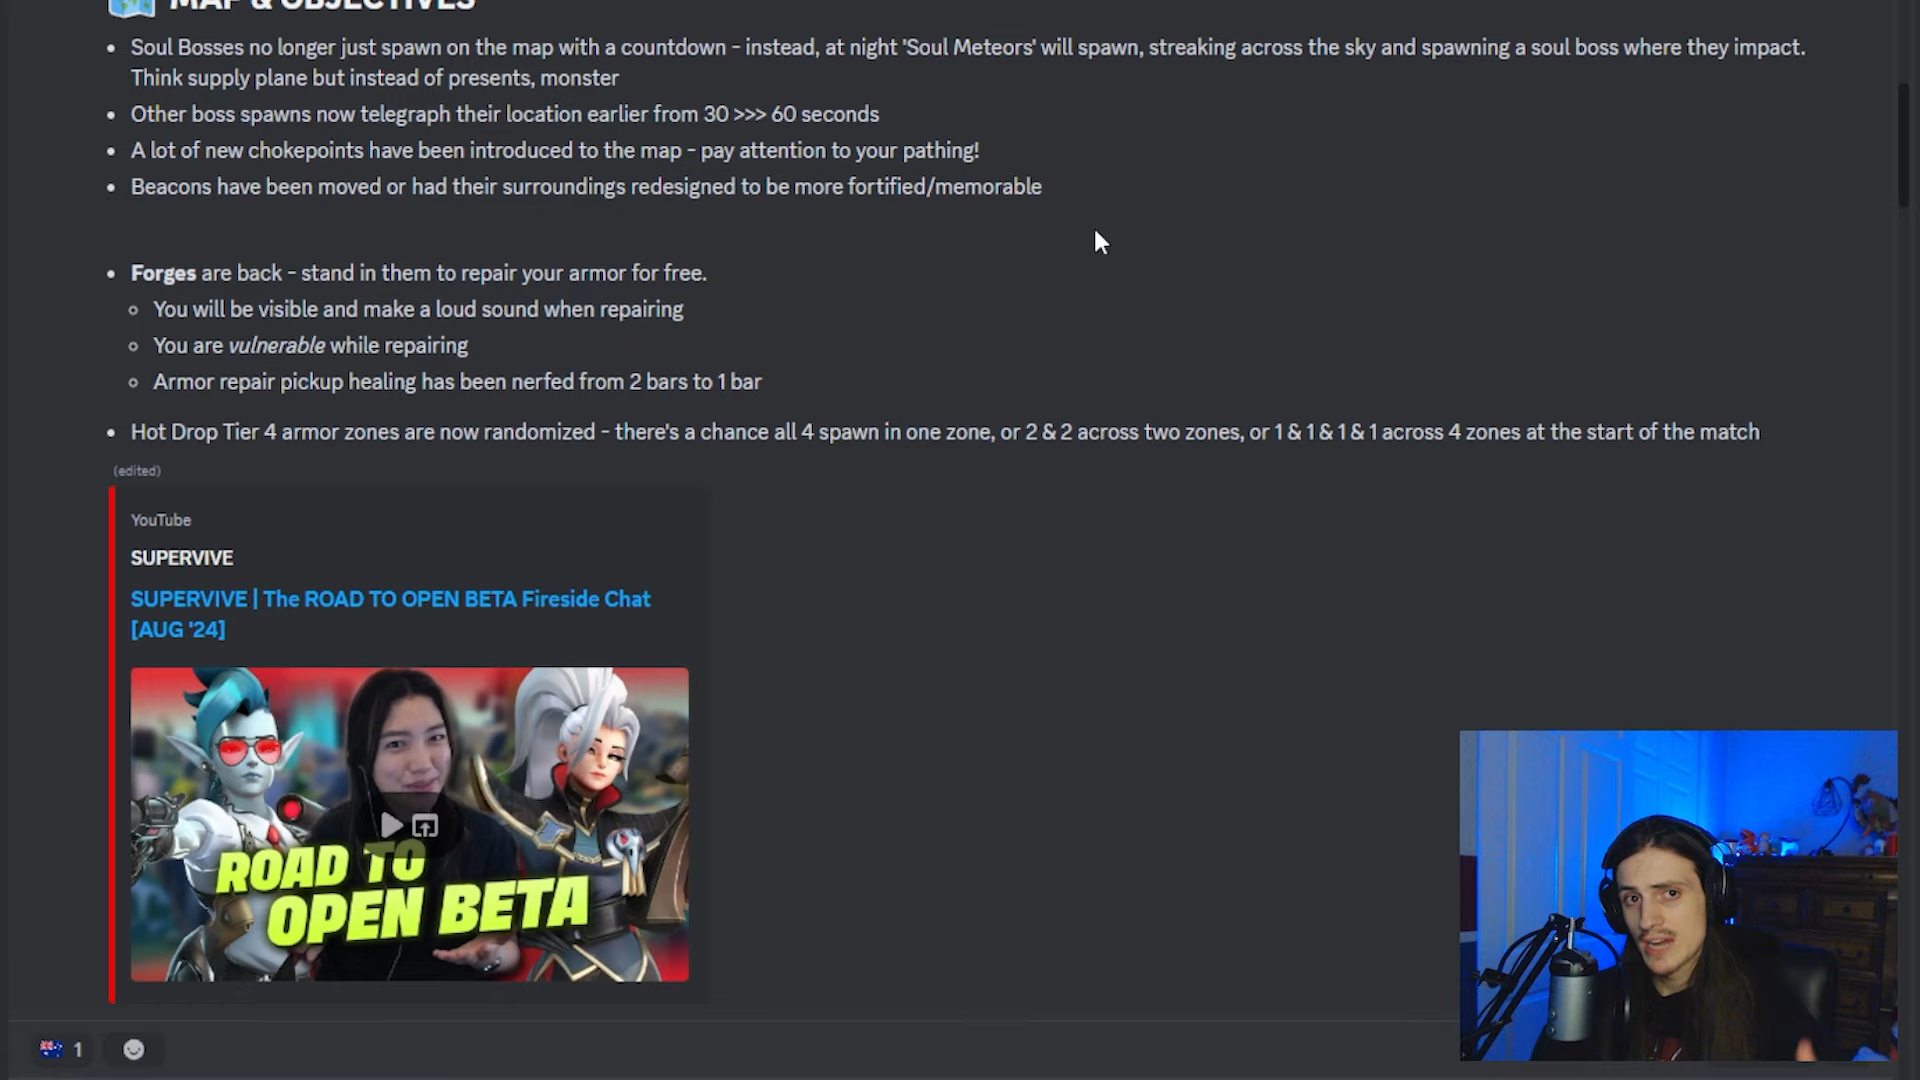 MAP & OBJECTIVES
• Soul Bosses no longer just spawn on the map with a countdown - instead, at night 'Soul Meteors' will spawn, streaking across the sky and spawning a soul boss where they impact.
Think supply plane but instead of presents, monster
• Other boss spawns now telegraph their location earlier from 30 >>> 60 seconds
• A lot of new chokepoints have been introduced to the map - pay attention to your pathing!
• Beacons have been moved or had their surroundings redesigned to be more fortified/memorable
• Forges are back - stand in them to repair your armor for free.
◦ You will be visible and make a loud sound when repairing
◦ You are vulnerable while repairing
◦ Armor repair pickup healing has been nerfed from 2 bars to 1 bar
• Hot Drop Tier 4 armor zones are now randomized - there's a chance all 4 spawn in one zone, or 2 & 2 across two zones, or 1 & 1 & 1 & 1 across 4 zones at the start of the match
(edited)
YouTube
SUPERVIVE
SUPERVIVE | The ROAD TO OPEN BETA Fireside Chat
[AUG '24]
ROAD TO
OPEN BETA
1